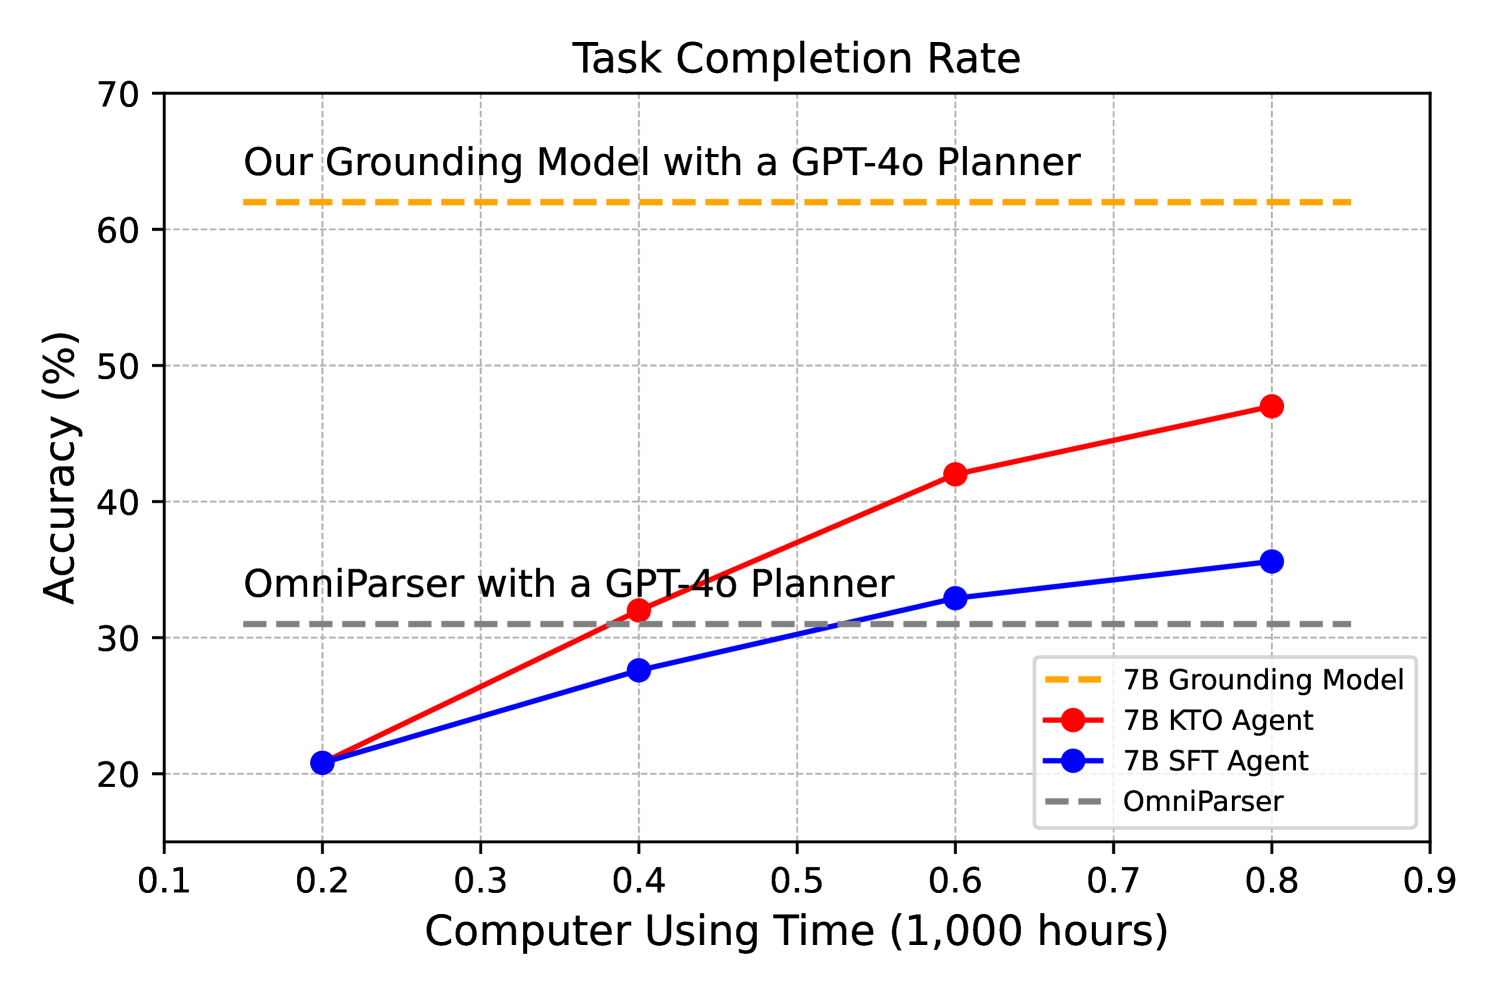 Task Completion Rate
70
Our Grounding Model with a GPT-4o Planner
60
50
40
OmniParser with a GPT-4o Planner
30
20
Accuracy (%)
7B Grounding Model
7B KTO Agent
7B SFT Agent
OmniParser
0.1 0.2 0.3 0.4 0.5 0.6 0.7 0.8 0.9
Computer Using Time (1,000 hours)